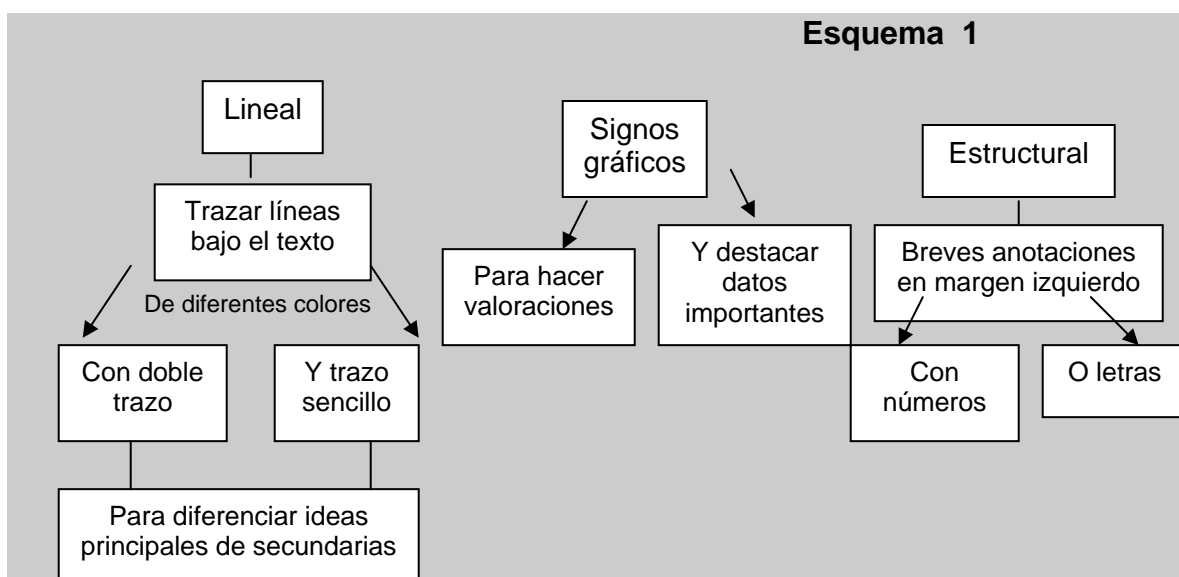 Esquema 1
Lineal
Trazar líneas
bajo el texto
De diferentes colores
Con doble
trazo
Y trazo
sencillo
Para diferenciar ideas
principales de secundarias
Signos
gráficos
Para hacer
valoraciones
Y destacar
datos
importantes
Estructural
Breves anotaciones
en margen izquierdo
Con
números
O letras